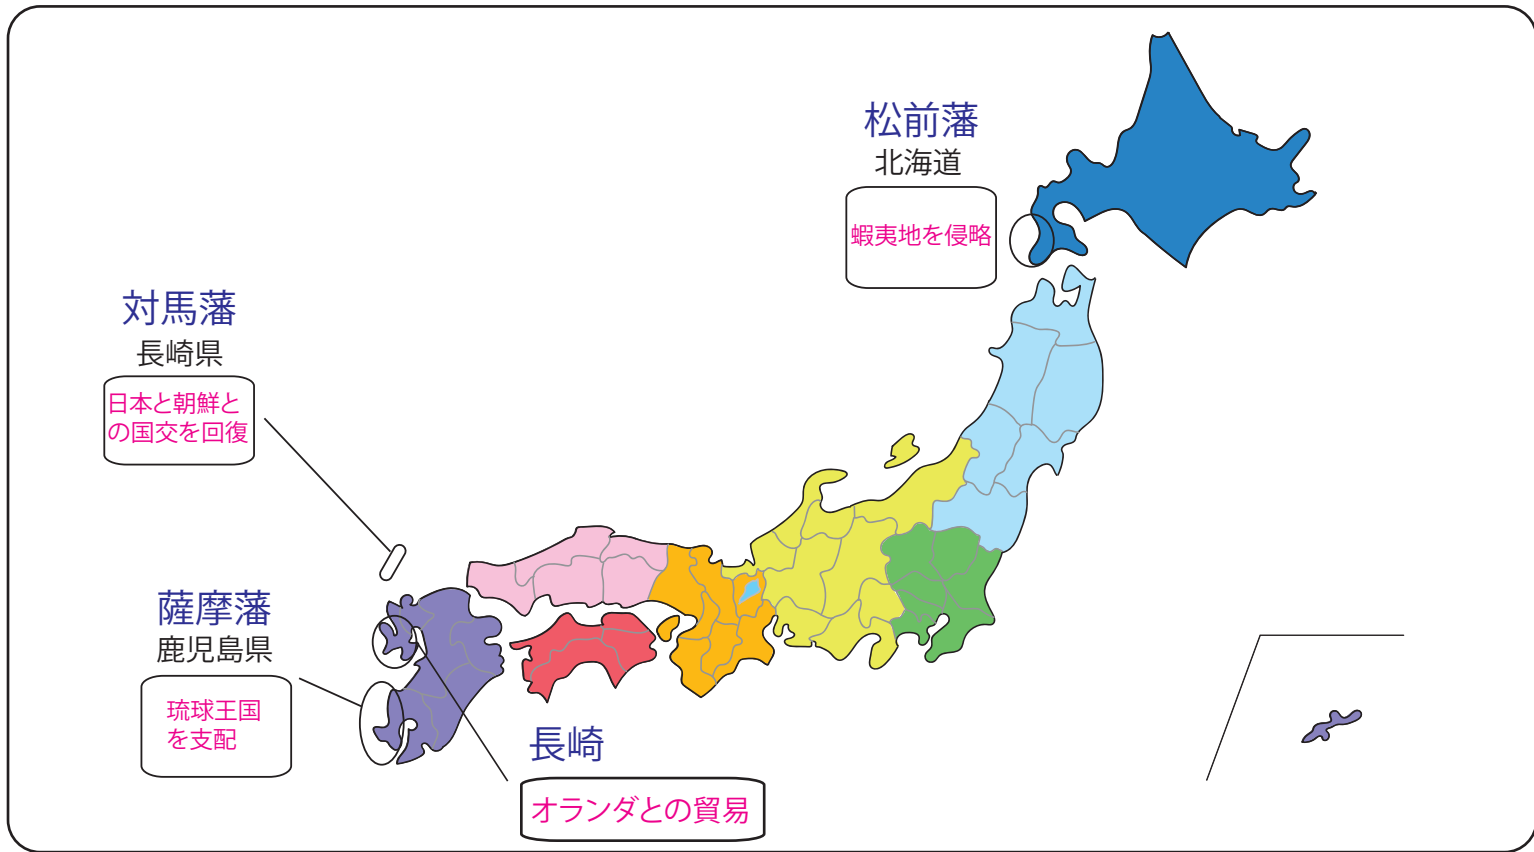 松前藩
北海道
蝦夷地を侵略
対馬藩
長崎県
日本と朝鮮と
の国交を回復
薩摩藩
鹿児島県
琉球王国
を支配
長崎
オランダとの貿易